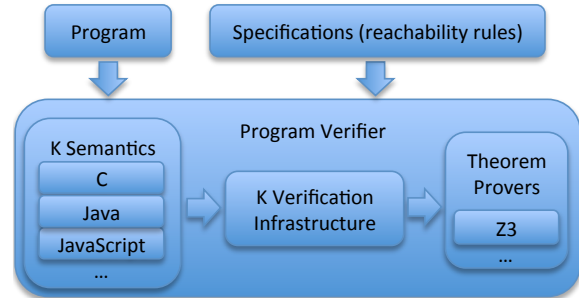 Program
Specifications (reachability rules)
Program Verifier
K Semantics
C
Java
JavaScript
...
K Verification
Infrastructure
Theorem
Provers
Z3
...